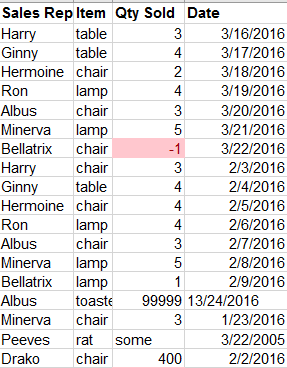 Sales Rep Item Qty Sold Date
Harry table 3 3/16/2016
Ginny table 4 3/17/2016
Hermoine chair 2 3/18/2016
Ron lamp 4 3/19/2016
Albus chair 3 3/20/2016
Minerva lamp 5 3/21/2016
Bellatrix chair -1 3/22/2016
Harry chair 3 2/3/2016
Ginny table 4 2/4/2016
Hermoine chair 4 2/5/2016
Ron lamp 4 2/6/2016
Albus chair 3 2/7/2016
Minerva lamp 5 2/8/2016
Bellatrix lamp 1 2/9/2016
Albus toaste 99999 13/24/2016
Minerva chair 3 1/23/2016
Peeves rat some 3/22/2005
Drako chair 400 2/2/2016